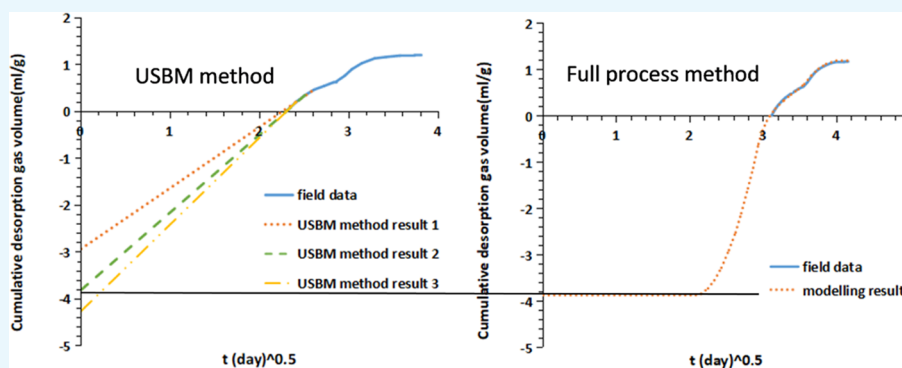 USBM method
Cumulative desorption gas volume(ml/g)
2
1
0
-1
-2
-3
-4
-5
0
1
2
3
4
field data
USBM method result 1
USBM method result 2
USBM method result 3
t (day)^0.5
Full process method
Cumulative desorption gas volume(ml/g)
2
1
0
-1
-2
-3
-4
-5
0
1
2
3
4
field data
modelling result
t (day)^0.5